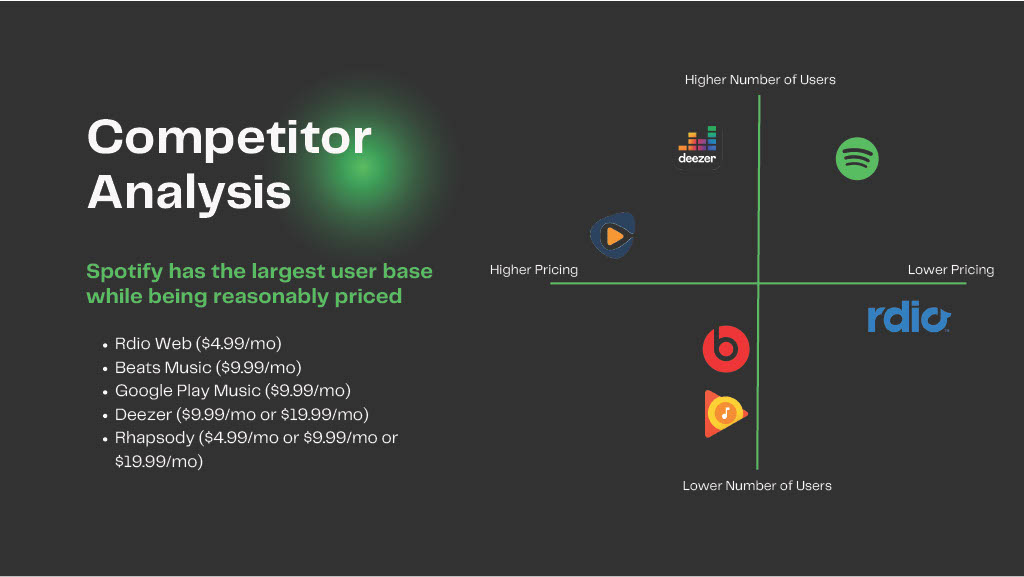 Competitor
Analysis
Spotify has the largest user base
while being reasonably priced
• Rdio Web ($4.99/mo)
• Beats Music ($9.99/mo)
• Google Play Music ($9.99/mo)
• Deezer ($9.99/mo or $19.99/mo)
• Rhapsody ($4.99/mo or $9.99/mo or
$19.99/mo)
Higher Number of Users
deezer
Higher Pricing
Lower Pricing
rdio
Lower Number of Users